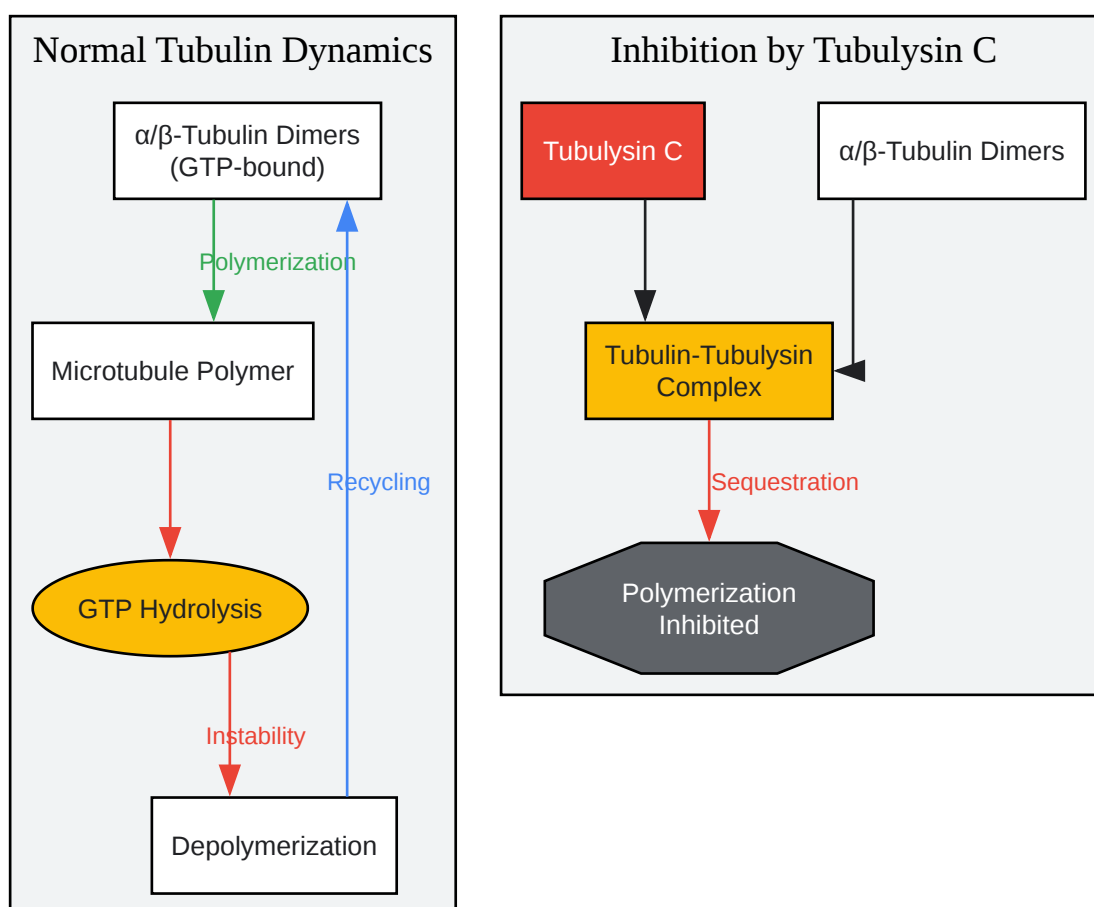 Normal Tubulin Dynamics
α/β-Tubulin Dimers
(GTP-bound)
Polymerization
Microtubule Polymer
Recycling
GTP Hydrolysis
Instability
Depolymerization
Inhibition by Tubulysin C
Tubulysin C
α/β-Tubulin Dimers
Tubulin-Tubulysin
Complex
Sequestration
Polymerization
Inhibited